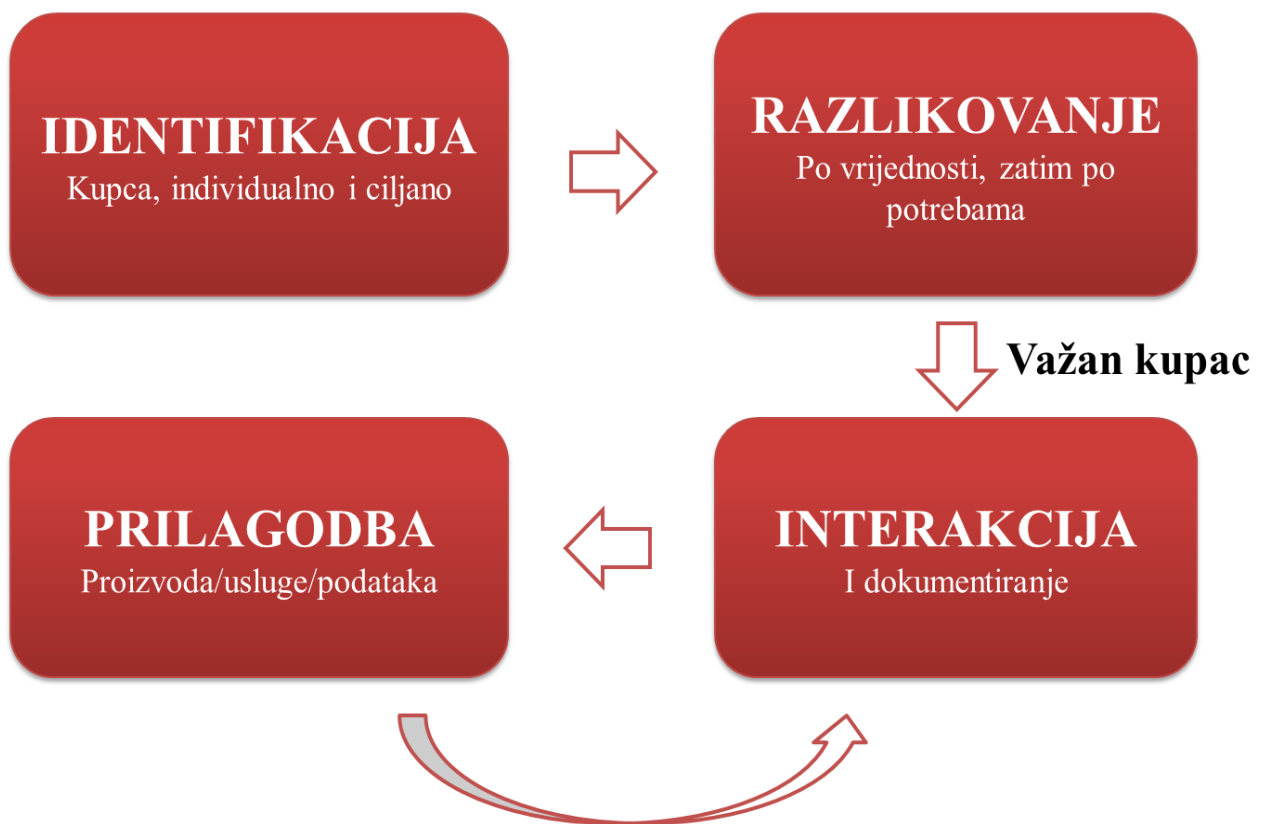 IDENTIFIKACIJA
Kupca, individualno i ciljano
RAZLIKOVANJE
Po vrijednosti, zatim po
potrebama
Važan kupac
INTERAKCIJA
I dokumentiranje
PRILAGODBA
Proizvoda/usluge/podataka